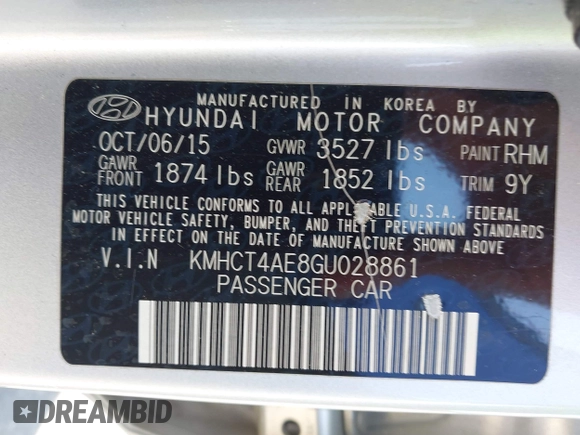 MANUFACTURED IN KOREA BY
HYUNDAI MOTOR COMPANY
OCT/06/15 GVWR 3527 lbs PAINT RHM
GAWR FRONT 1874 lbs GAWR REAR 1852 lbs TRIM 9Y
THIS VEHICLE CONFORMS TO ALL APPLICABLE U.S.A. FEDERAL
MOTOR VEHICLE SAFETY, BUMPER, AND THEFT PREVENTION STANDARDS
IN EFFECT ON THE DATE OF MANUFACTURE SHOWN ABOVE.
V.I.N KMHCT4AE8GU028861
PASSENGER CAR
DREAMBID